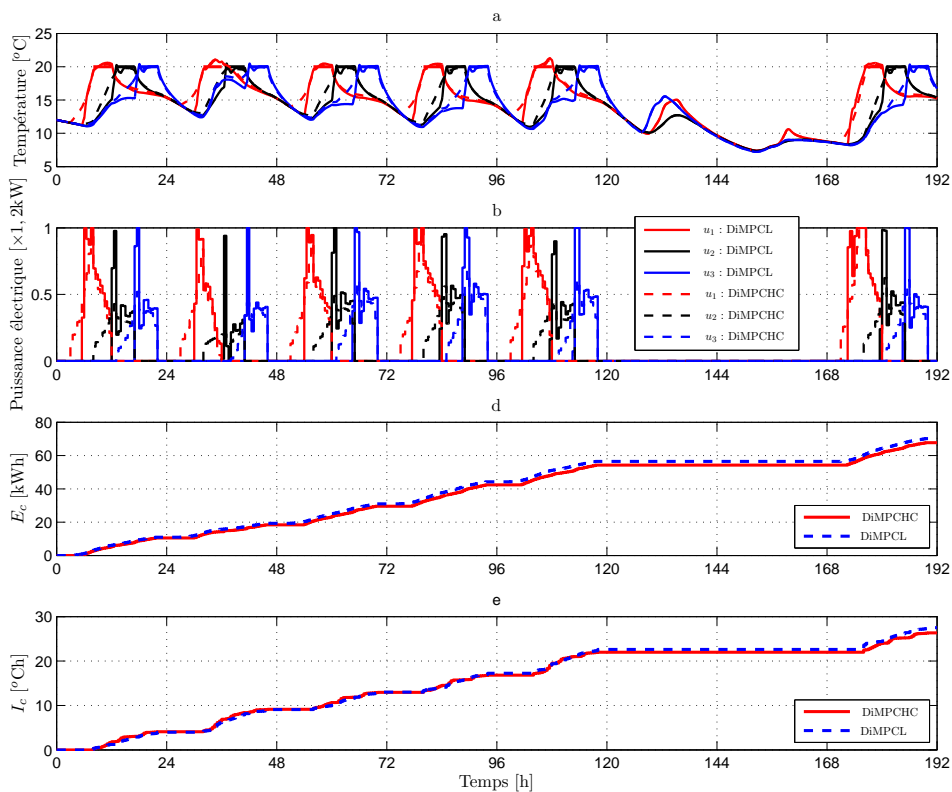 a
Température [°C]
25
20
15
10
5
0 24 48 72 96 120 144 168 192
b
Puissance électrique [×1, 2kW]
1
0.5
0
u₁ : DiMPCL
u₂ : DiMPCL
u₃ : DiMPCL
u₁ : DiMPCHC
u₂ : DiMPCHC
u₃ : DiMPCHC
0 24 48 72 96 120 144 168 192
d
E_c [kWh]
80
60
40
20
0
DiMPCHC
DiMPCL
0 24 48 72 96 120 144 168 192
e
I_c [°Ch]
30
20
10
0
DiMPCHC
DiMPCL
0 24 48 72 96 120 144 168 192
Temps [h]